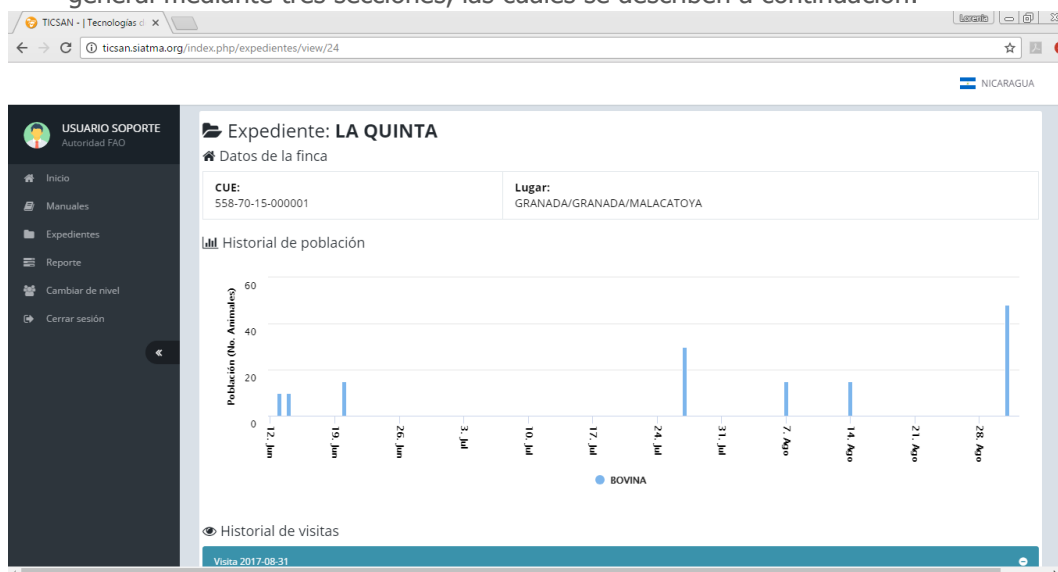 general mediante tres secciones, las cuales se describen a continuación.
TICSAN - | Tecnologías d
Lorenla
ticsan.siatma.org/index.php/expedientes/view/24
NICARAGUA
USUARIO SOPORTE
Autoridad FAO
Inicio
Manuales
Expedientes
Reporte
Cambiar de nivel
Cerrar sesión
Expediente: LA QUINTA
Datos de la finca
CUE:
558-70-15-000001
Lugar:
GRANADA/GRANADA/MALACATOYA
Historial de población
Población (No. Animales)
60
40
20
0
12. Jun
19. Jun
26. Jun
3. Jul
10. Jul
17. Jul
24. Jul
31. Jul
7. Ago
14. Ago
21. Ago
28. Ago
BOVINA
Historial de visitas
Visita 2017-08-31